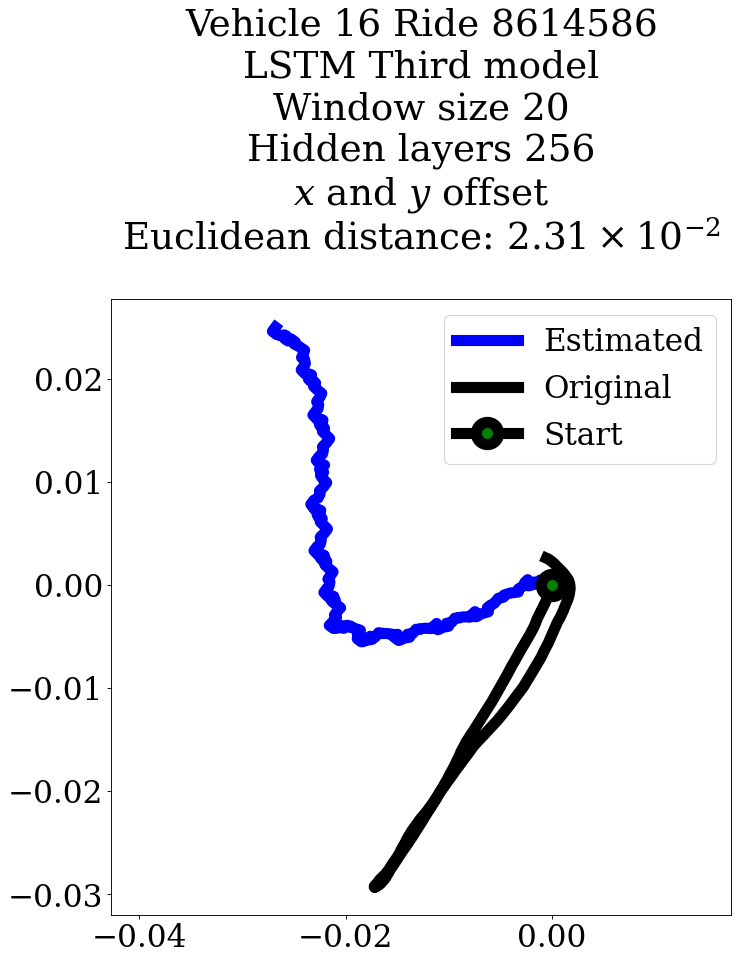 Vehicle 16 Ride 8614586
LSTM Third model
Window size 20
Hidden layers 256
x and y offset
Euclidean distance: 2.31 × 10⁻²
Estimated
Original
Start
0.02
0.01
0.00
−0.01
−0.02
−0.03
−0.04
−0.02
0.00